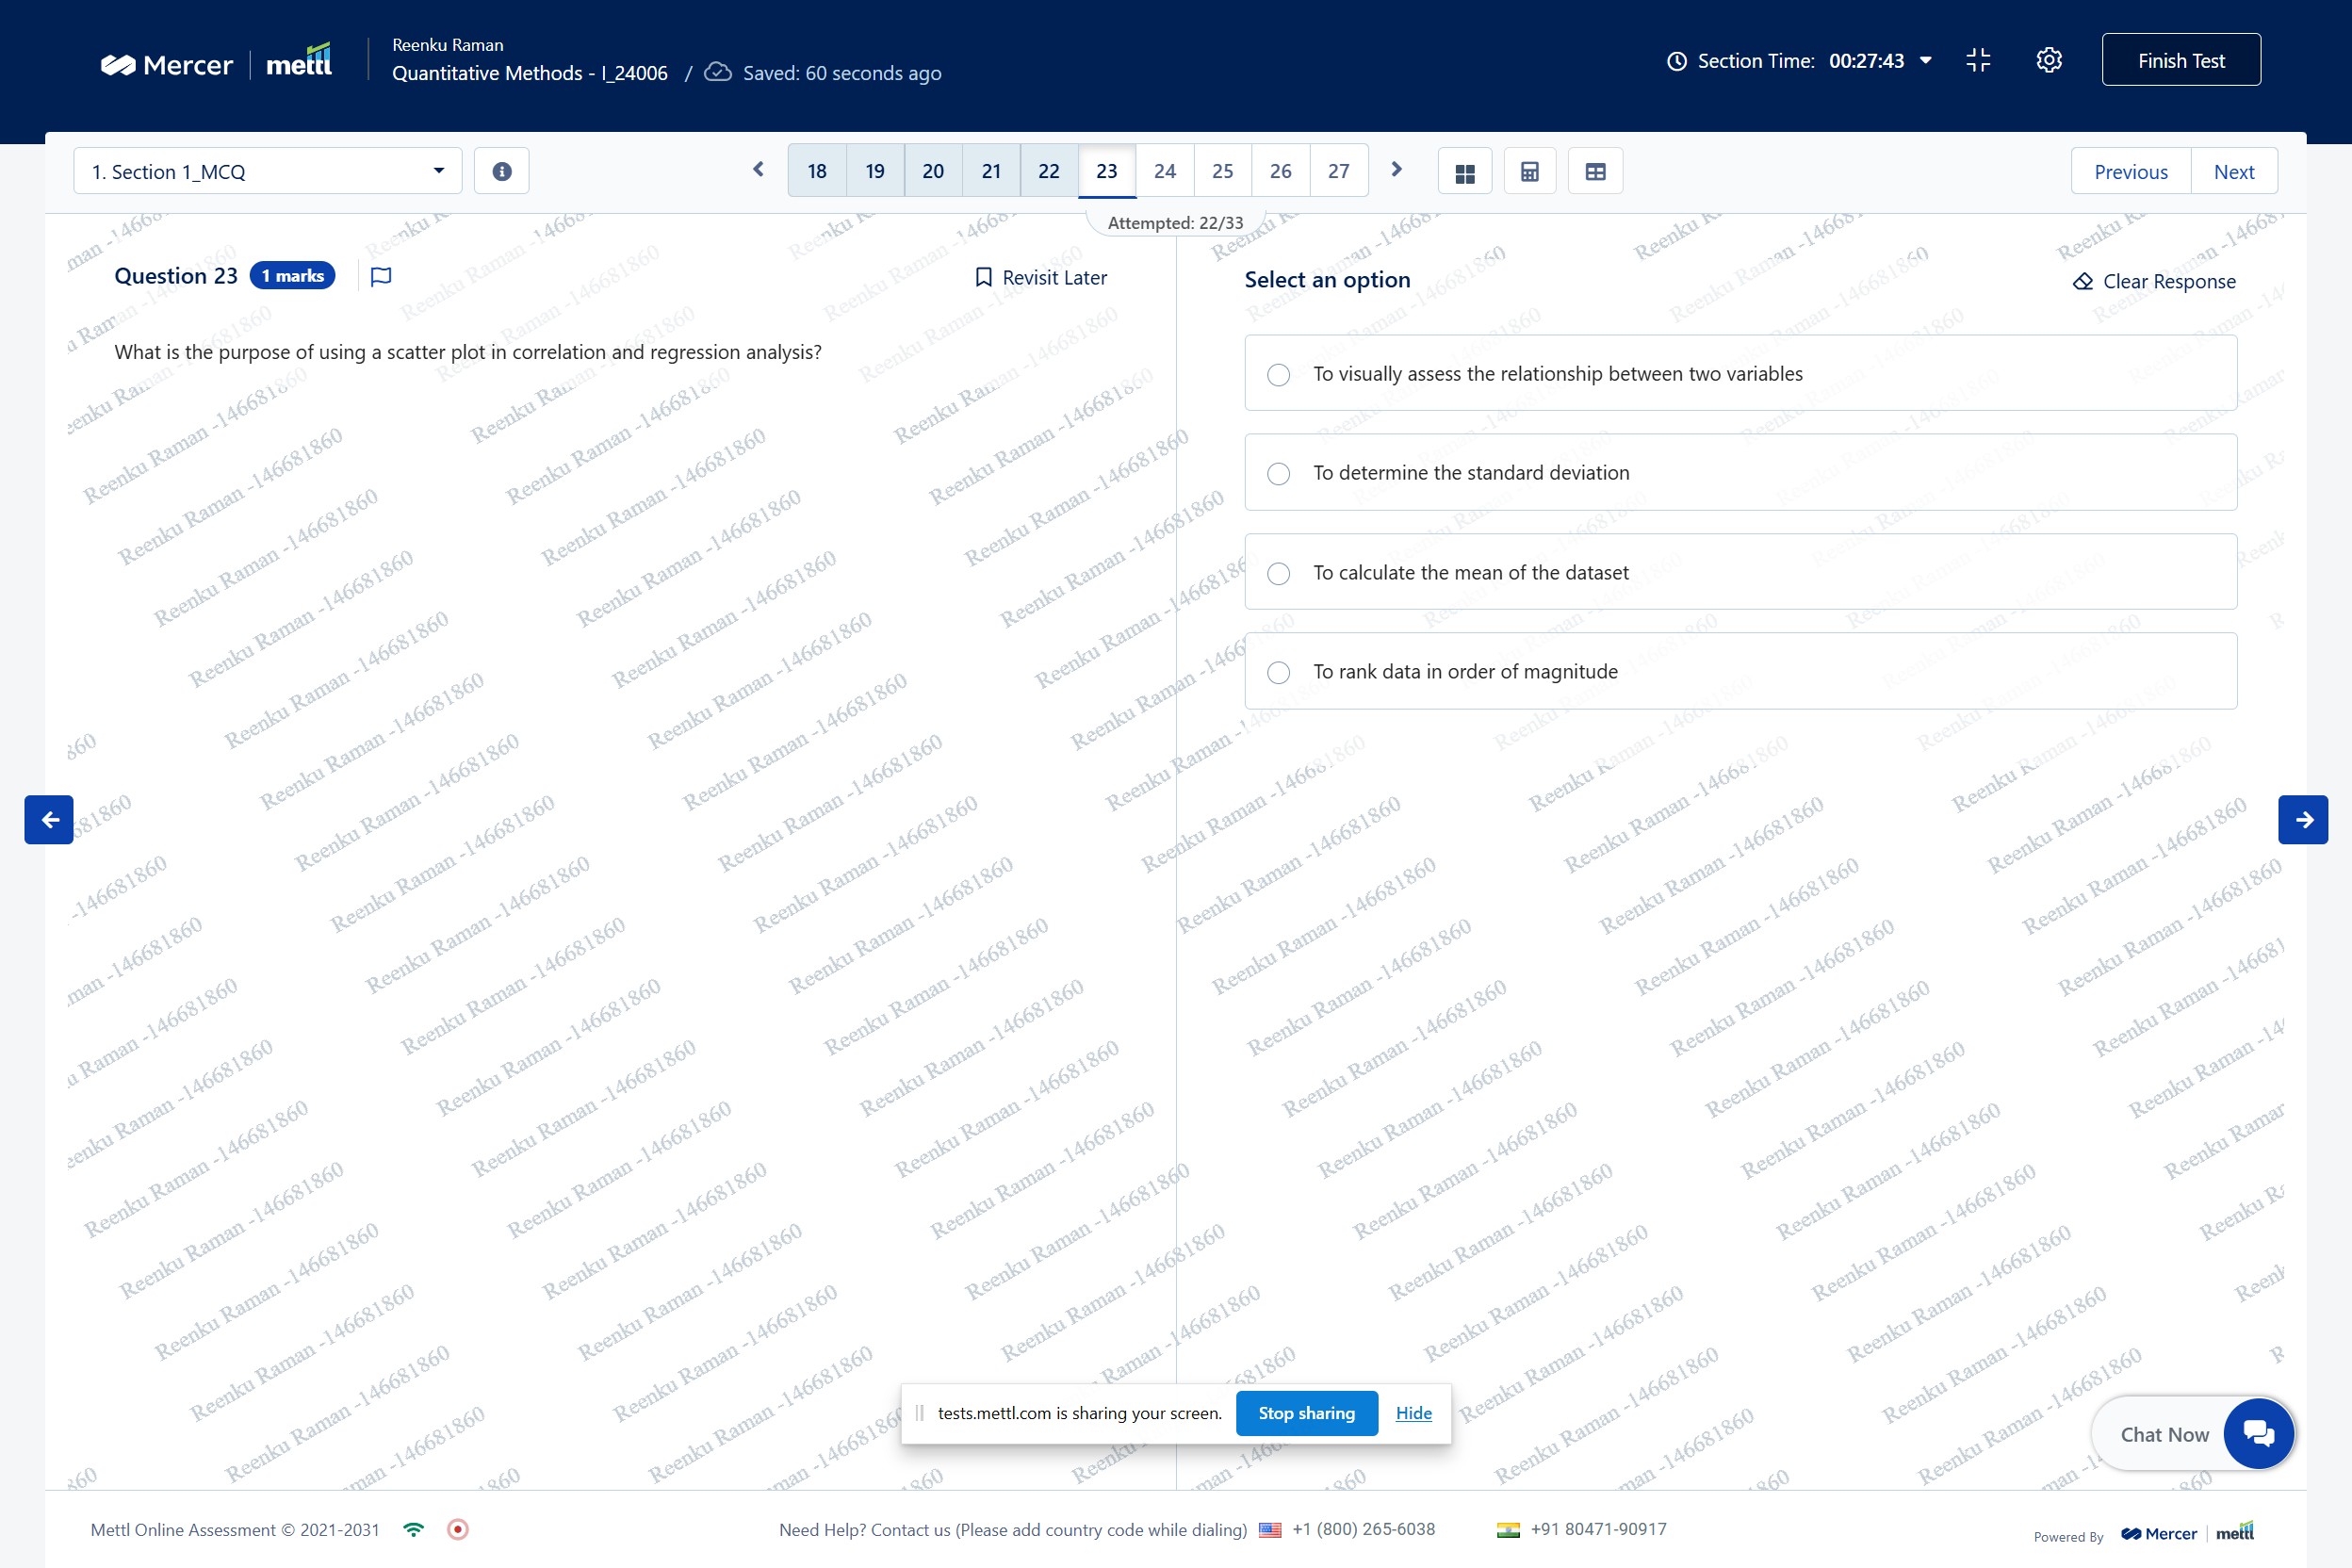 Mercer mettl
Reenku Raman
Quantitative Methods - I_24006 / Saved: 60 seconds ago
Section Time: 00:27:43
Finish Test
1. Section 1_MCQ
18 19 20 21 22 23 24 25 26 27
Previous Next
Attempted: 22/33
Question 23 1 marks
Revisit Later
What is the purpose of using a scatter plot in correlation and regression analysis?
Select an option
Clear Response
To visually assess the relationship between two variables
To determine the standard deviation
To calculate the mean of the dataset
To rank data in order of magnitude
Reenku Raman -146681860
tests.mettl.com is sharing your screen. Stop sharing Hide
Chat Now
Mettl Online Assessment © 2021-2031
Need Help? Contact us (Please add country code while dialing) +1 (800) 265-6038 +91 80471-90917
Powered By Mercer mettl